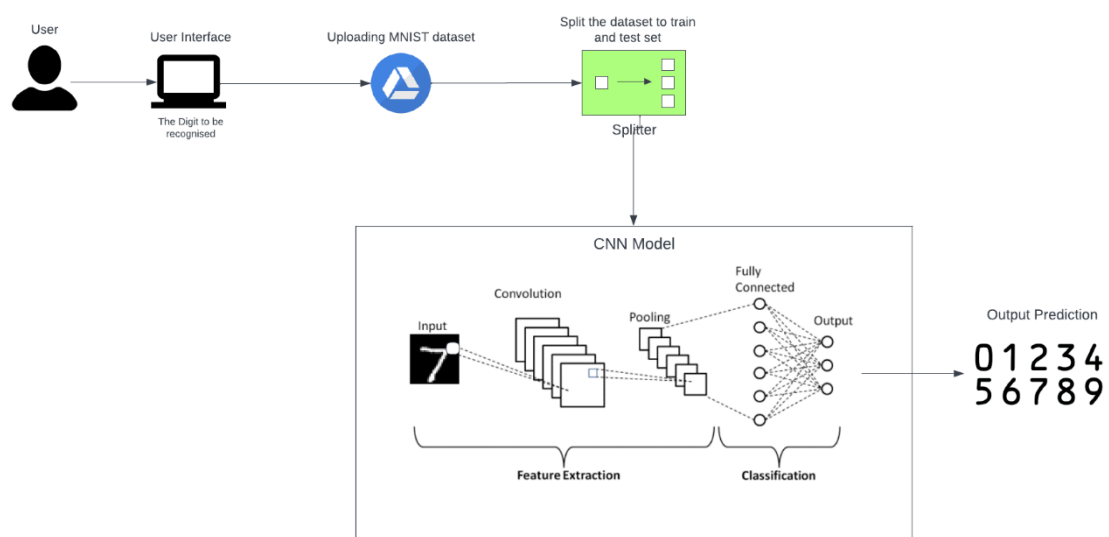 User
User Interface
The Digit to be
recognised
Uploading MNIST dataset
Split the dataset to train
and test set
Splitter
CNN Model
Input
Convolution
Pooling
Fully
Connected
Output
Feature Extraction
Classification
Output Prediction
01234
56789